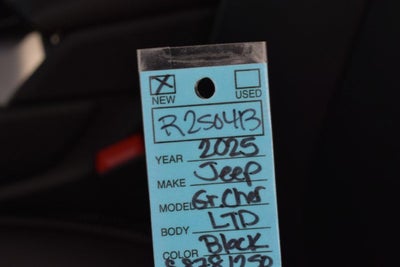 NEW USED
R25043
YEAR 2025
MAKE Jeep
MODEL Gr.Cher
BODY LTD
COLOR Black